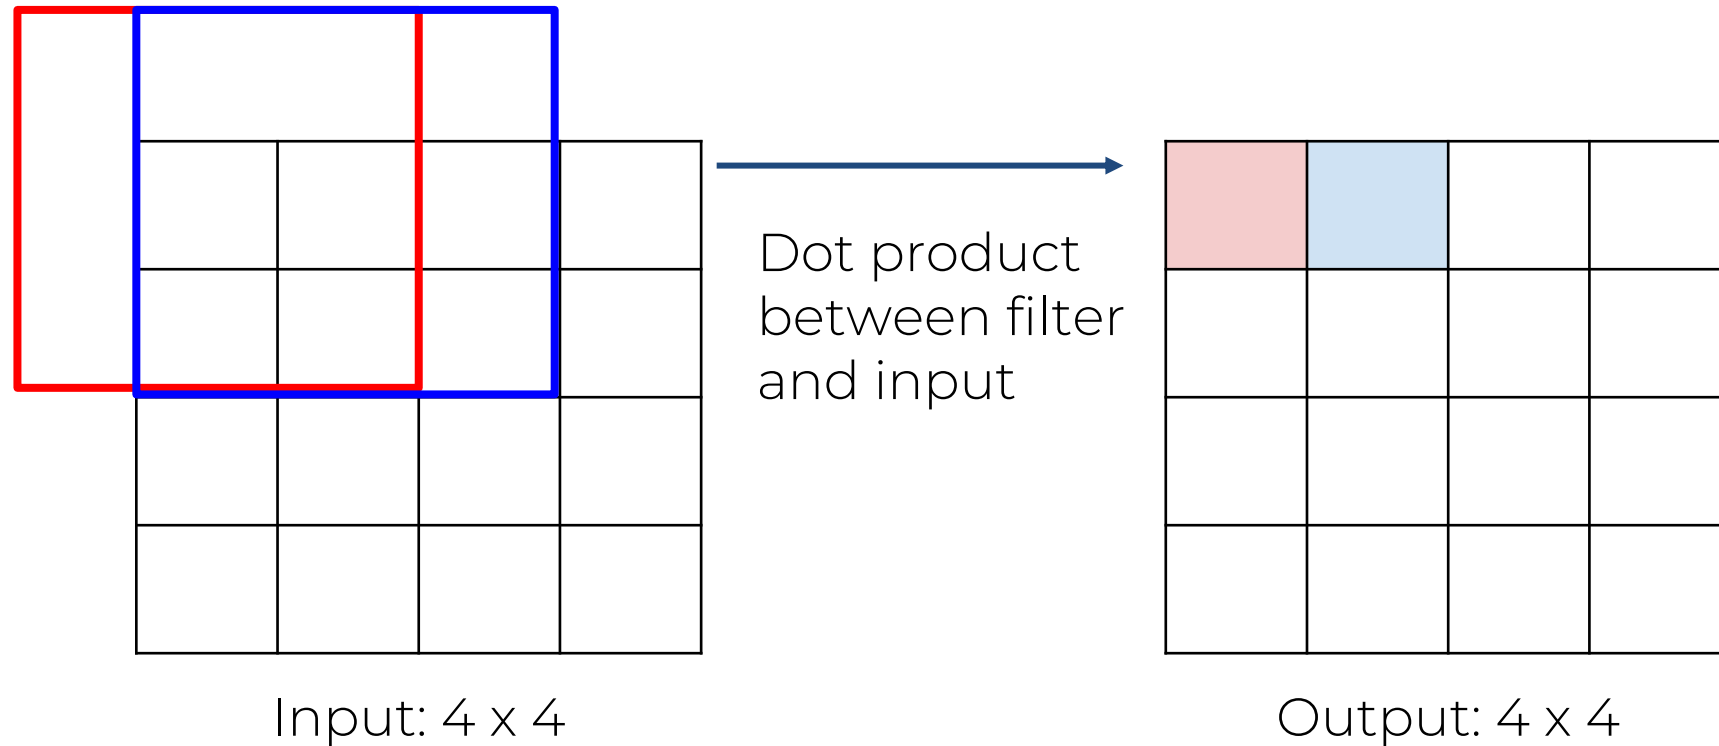 Dot product
between filter
and input
Input: 4 x 4
Output: 4 x 4